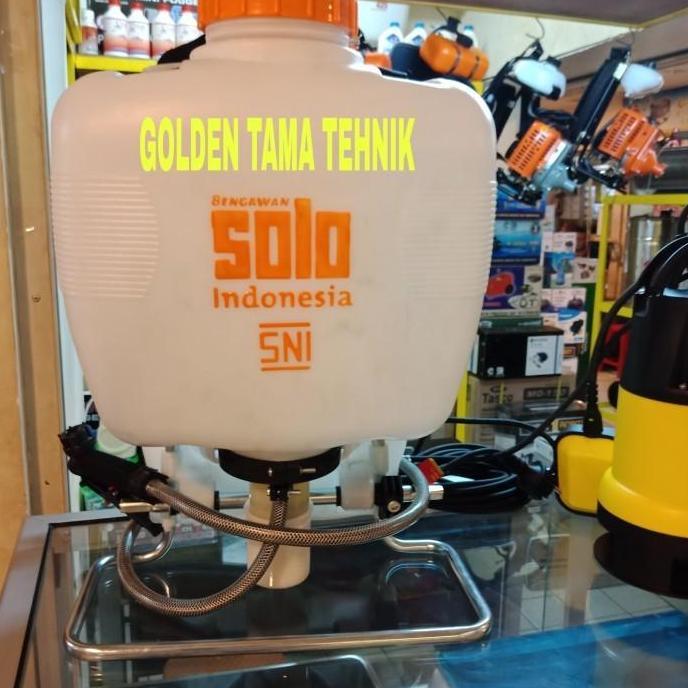 GOLDEN TAMA TEHNIK
BENGAWAN
solo
Indonesia
SNI